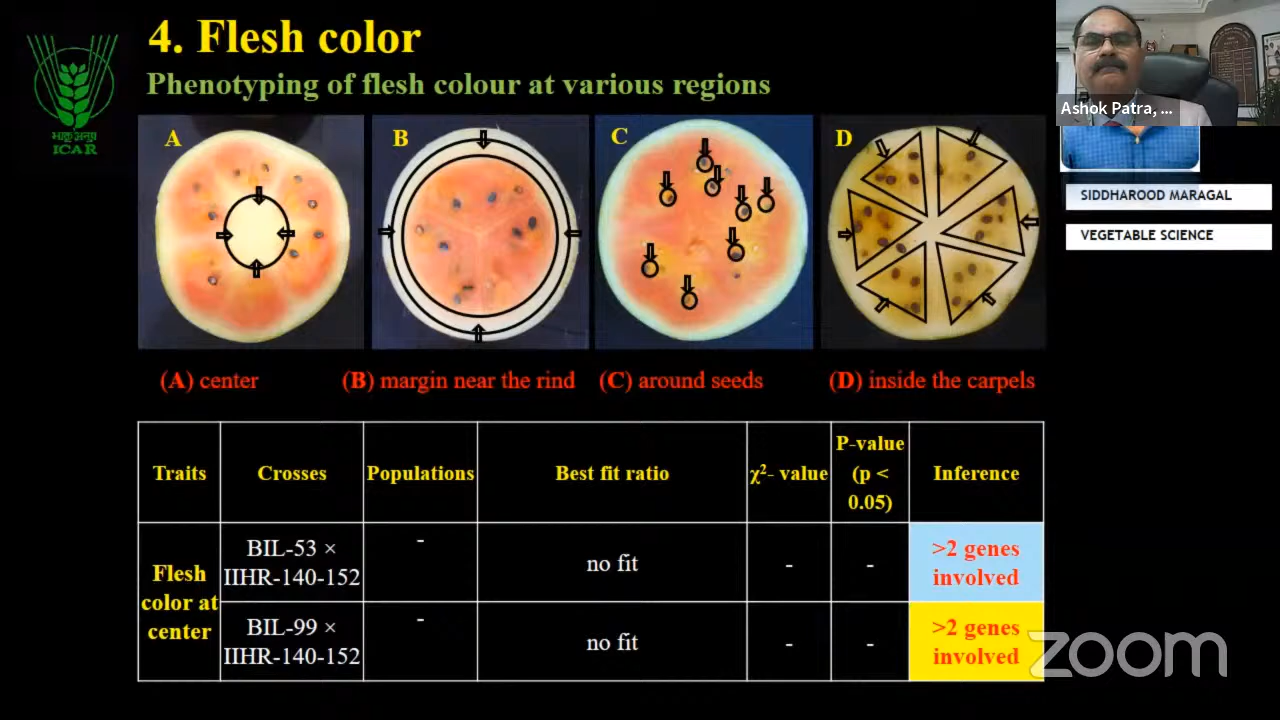 4. Flesh color
Phenotyping of flesh colour at various regions
ICAR
Ashok Patra, ...
SIDDHAROOD MARAGAL
VEGETABLE SCIENCE
A
B
C
D
(A) center
(B) margin near the rind
(C) around seeds
(D) inside the carpels
Traits
Crosses
Populations
Best fit ratio
χ²- value
P-value
(p <
0.05)
Inference
Flesh
color at
center
BIL-53 ×
IIHR-140-152
-
no fit
-
-
>2 genes
involved
BIL-99 ×
IIHR-140-152
-
no fit
-
-
>2 genes
involved
zoom